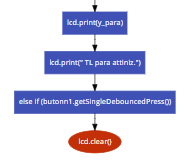 lcd.print(y_para)
lcd.print(" TL para attiniz.")
else if (butonn1.getSingleDebouncedPress())
lcd.clear()